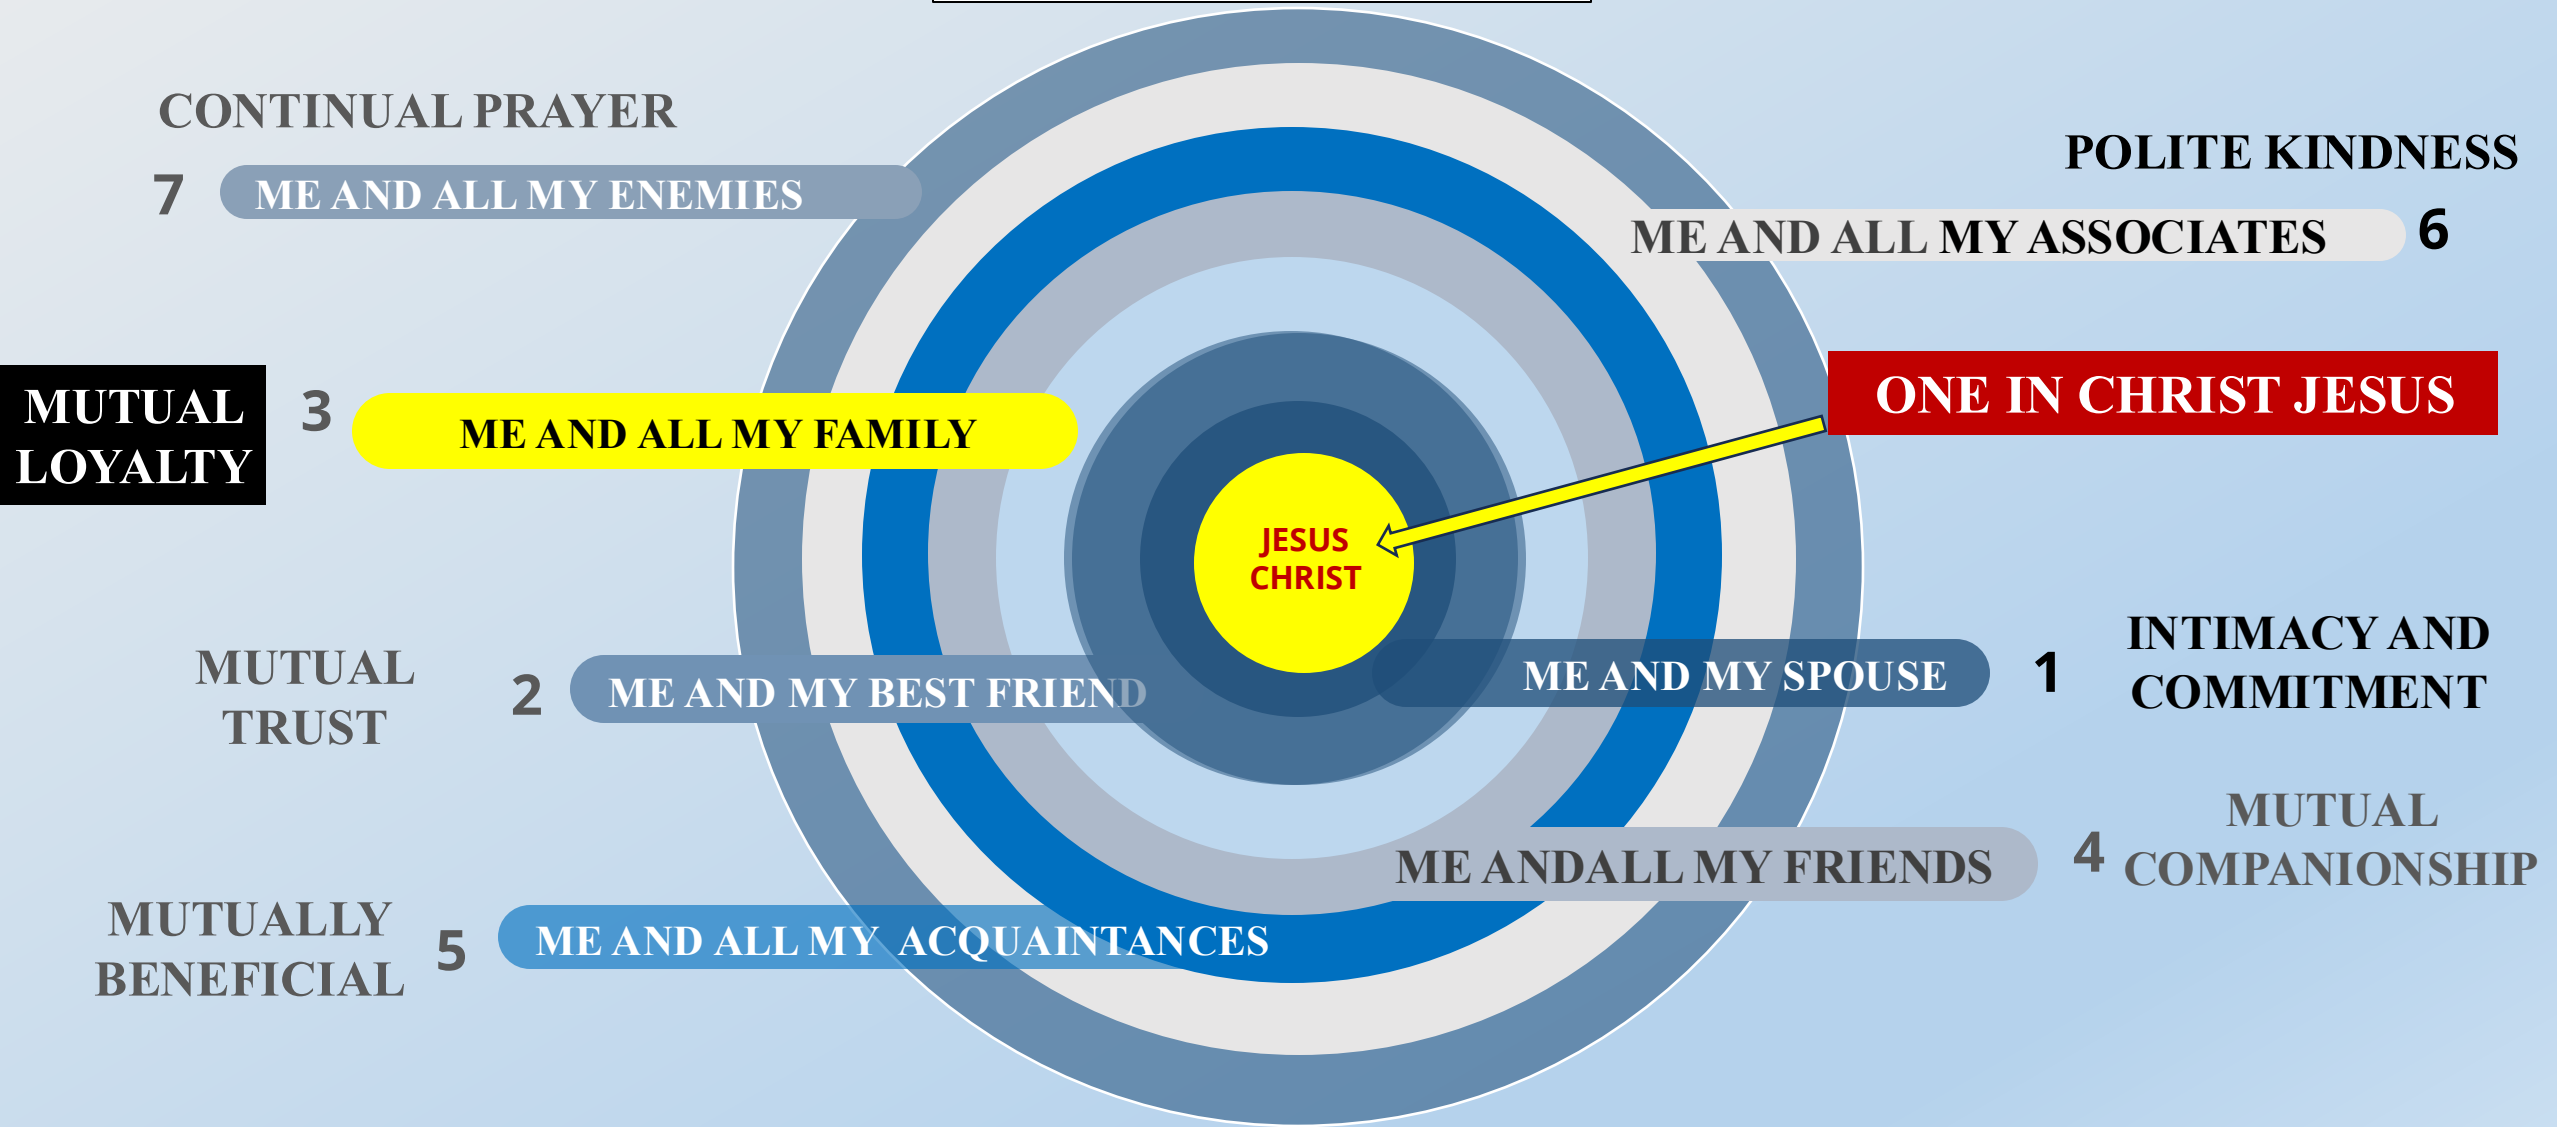 CONTINUAL PRAYER
7 ME AND ALL MY ENEMIES
POLITE KINDNESS
ME AND ALL MY ASSOCIATES 6
MUTUAL
LOYALTY
3 ME AND ALL MY FAMILY
ONE IN CHRIST JESUS
JESUS
CHRIST
MUTUAL
TRUST
2 ME AND MY BEST FRIEND
ME AND MY SPOUSE 1
INTIMACY AND
COMMITMENT
ME ANDALL MY FRIENDS 4
MUTUAL
COMPANIONSHIP
MUTUALLY
BENEFICIAL
5 ME AND ALL MY ACQUAINTANCES